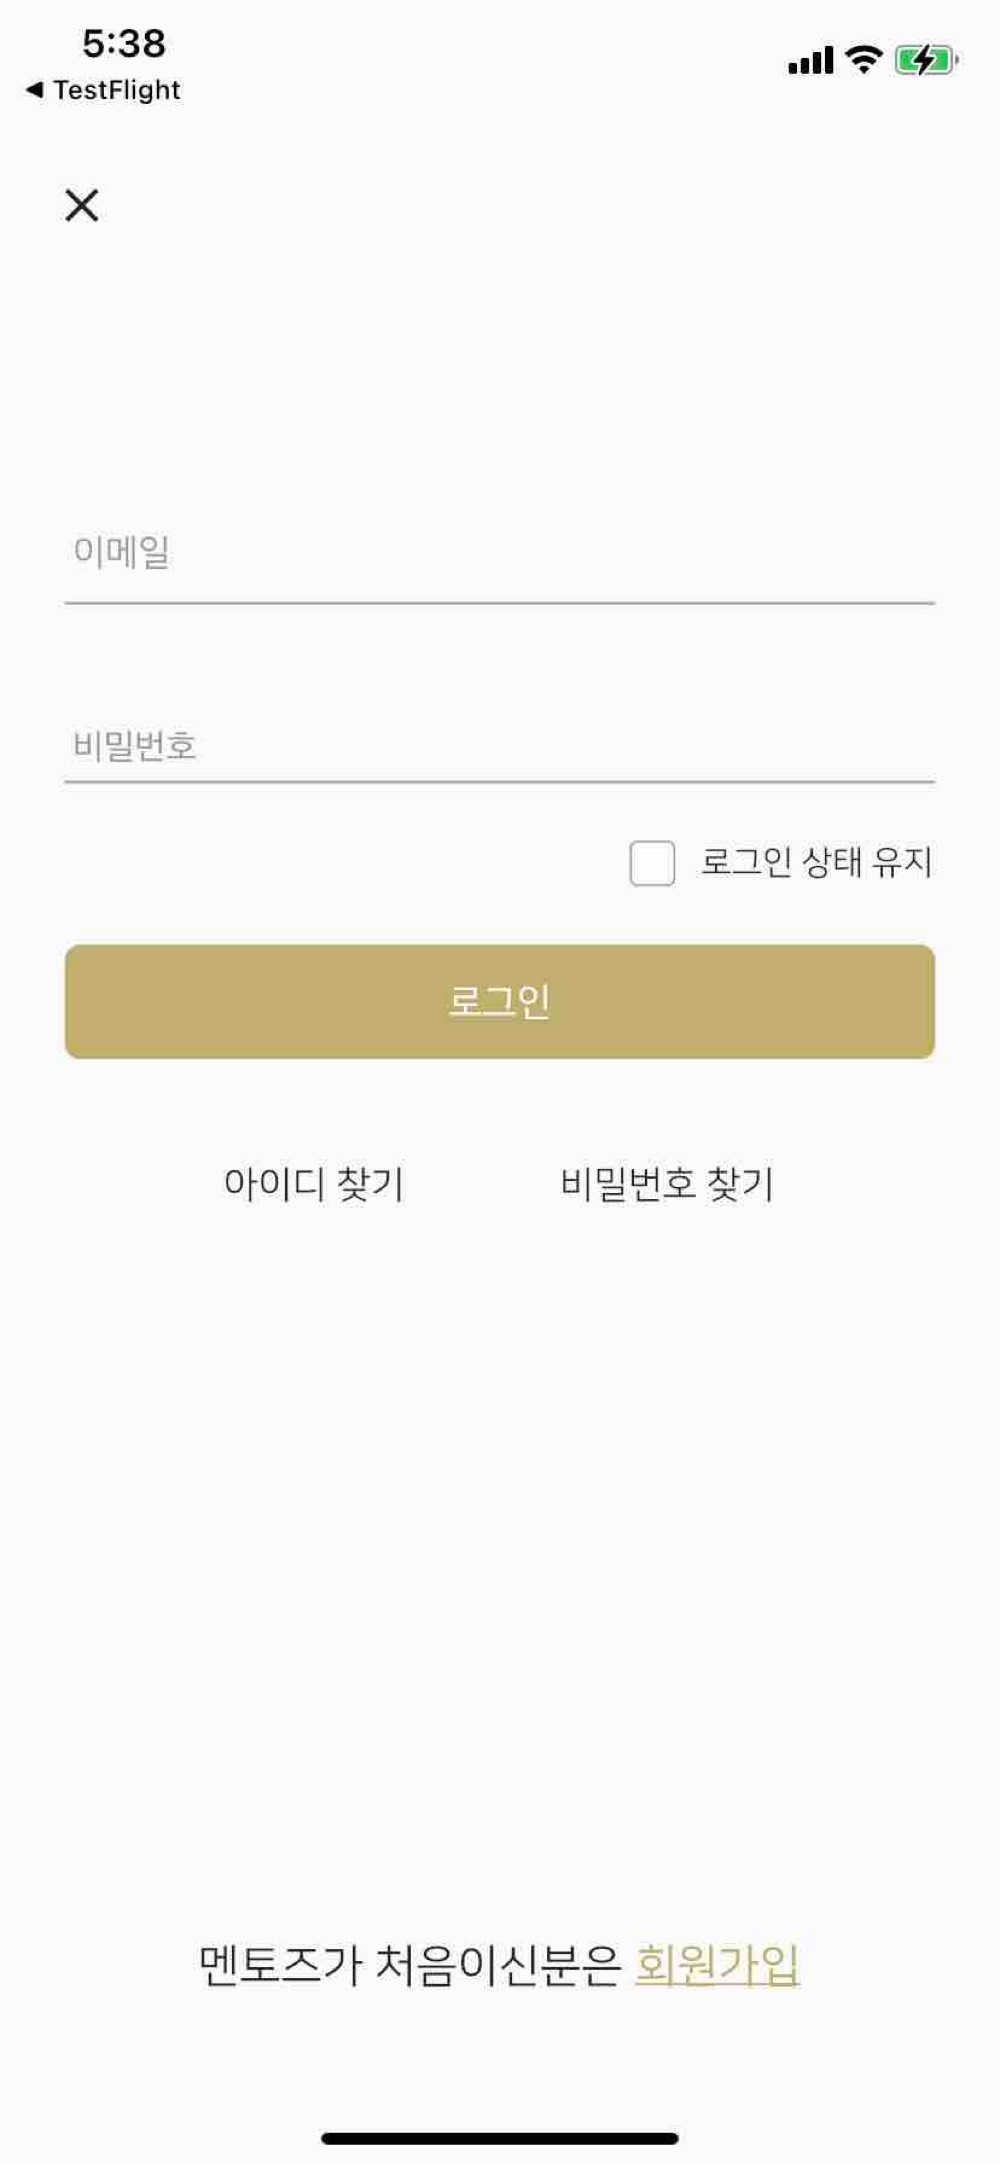 5:38
◀ TestFlight
이메일
비밀번호
로그인 상태 유지
로그인
아이디 찾기 비밀번호 찾기
멘토즈가 처음이신분은 회원가입